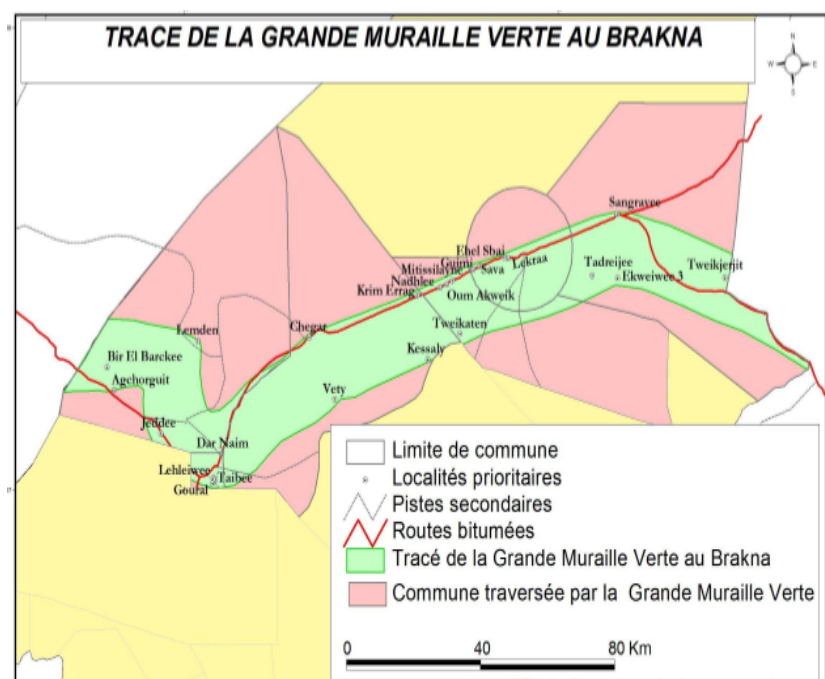 TRACE DE LA GRANDE MURAILLE VERTE AU BRAKNA
N
W
E
S
Sangravee
Ehel Sbai
Guimi
Lekraa
Mitissilayne
Sava
Tadreijee
Ekweiwee 3
Tweikjerjit
Nadhlee
Krim Errag
Oum Akweik
Lemden
Chegar
Tweikaten
Bir El Barckee
Kessaly
Agchorguit
Vety
Jeddee
Dar Naim
Lehleiwee
Taibee
Goural
Limite de commune
Localités prioritaires
Pistes secondaires
Routes bitumées
Tracé de la Grande Muraille Verte au Brakna
Commune traversée par la Grande Muraille Verte
0 40 80 Km